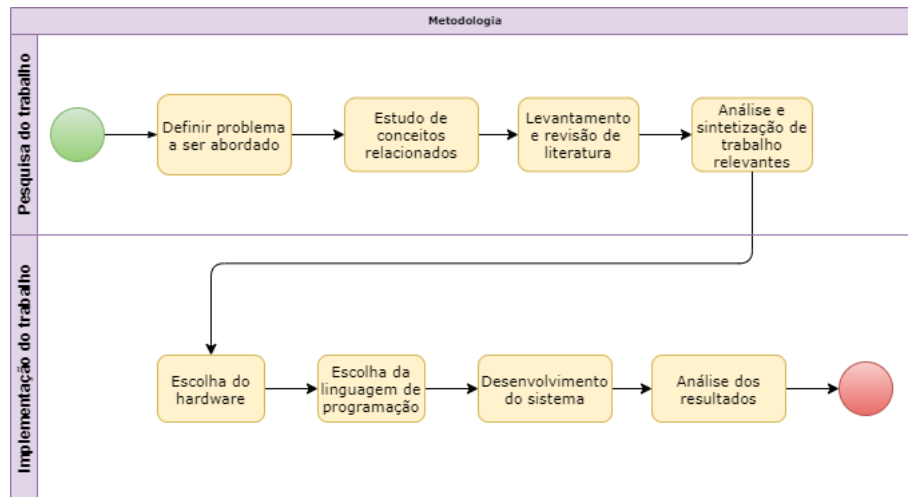 Metodologia
Pesquisa do trabalho
Definir problema
a ser abordado
Estudo de
conceitos
relacionados
Levantamento
e revisão de
literatura
Análise e
sintetização de
trabalho
relevantes
Implementação do trabalho
Escolha do
hardware
Escolha da
linguagem de
programação
Desenvolvimento
do sistema
Análise dos
resultados